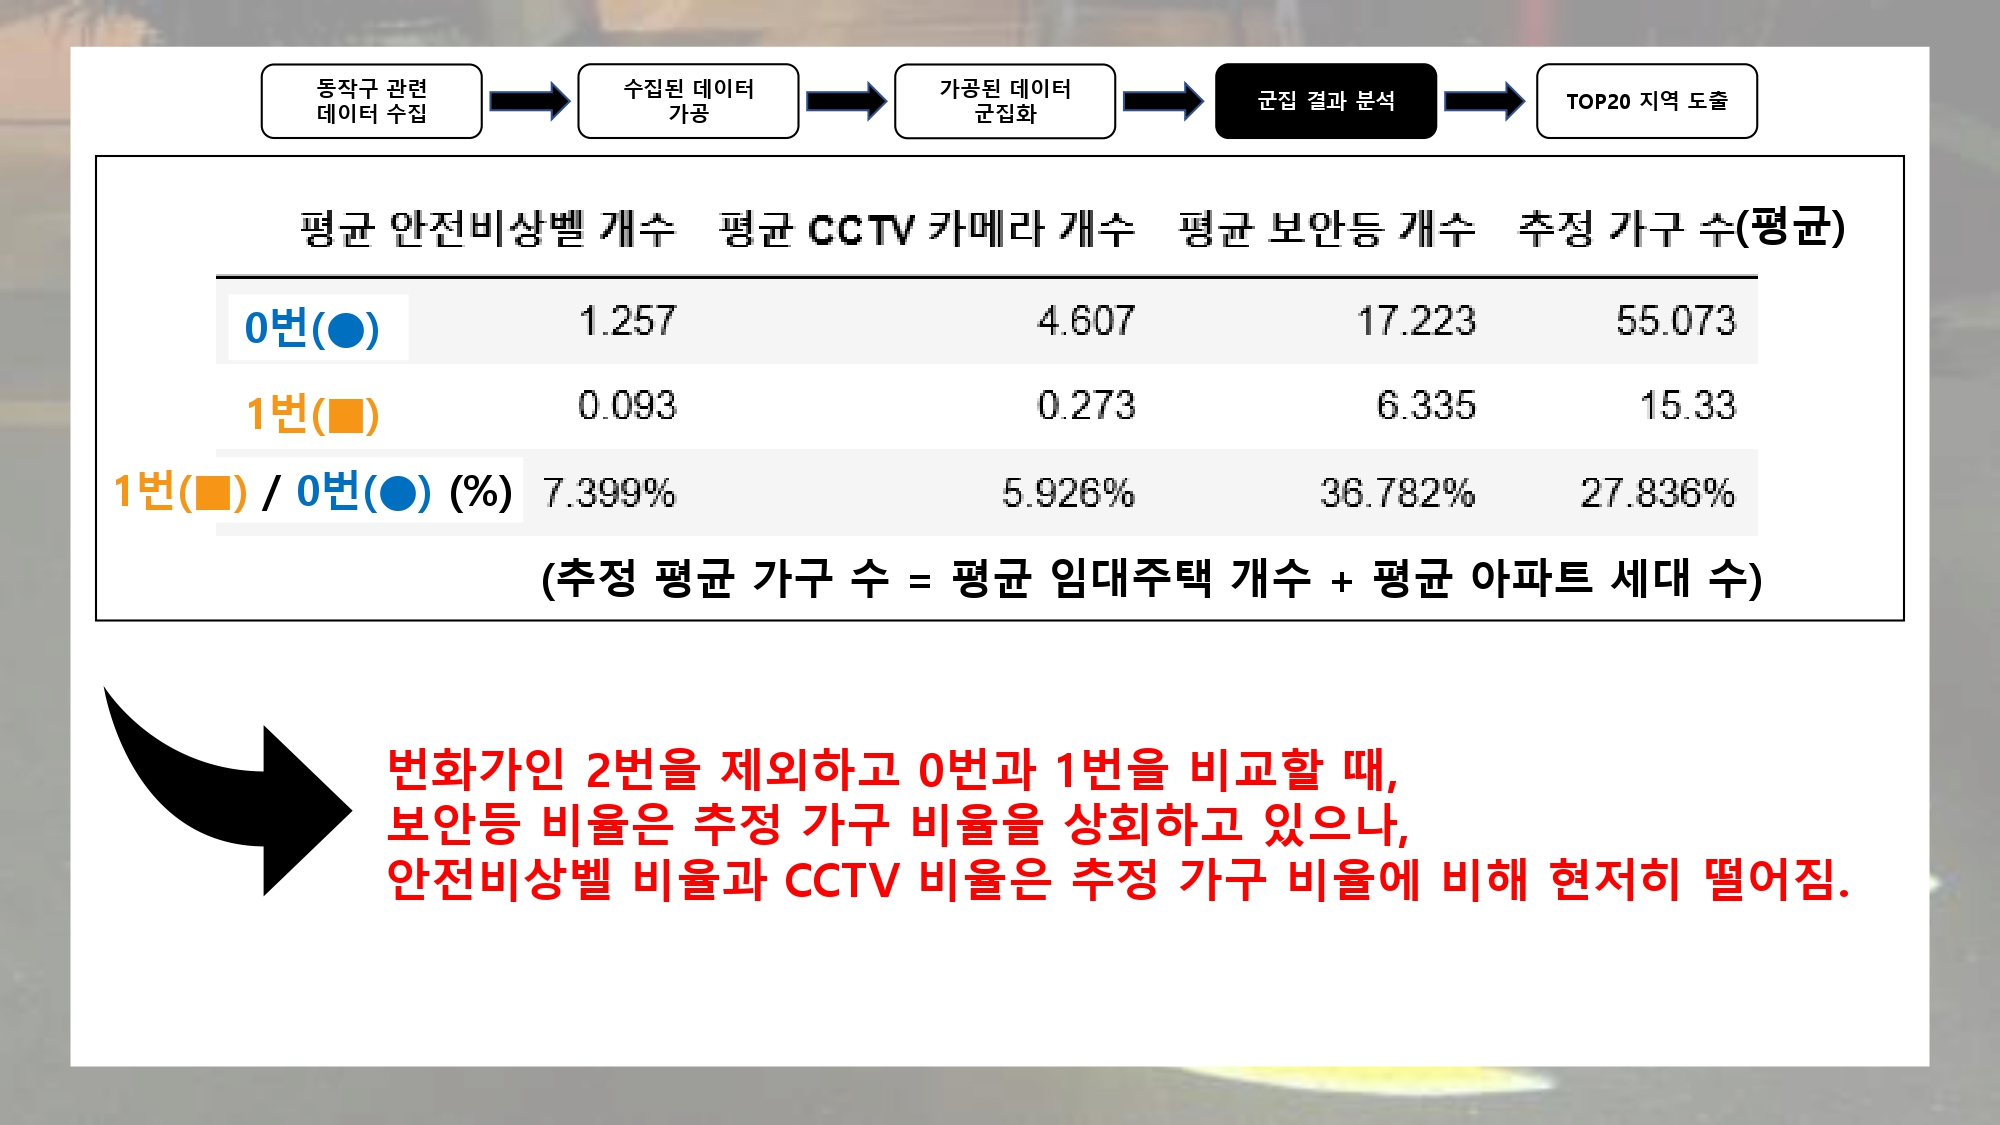 동작구 관련
데이터 수집
수집된 데이터
가공
가공된 데이터
군집화
군집 결과 분석
TOP20 지역 도출
평균 안전비상벨 개수 평균 CCTV 카메라 개수 평균 보안등 개수 추정 가구 수(평균)
0번(●) 1.257 4.607 17.223 55.073
1번(■) 0.093 0.273 6.335 15.33
1번(■) / 0번(●) (%) 7.399% 5.926% 36.782% 27.836%
(추정 평균 가구 수 = 평균 임대주택 개수 + 평균 아파트 세대 수)
번화가인 2번을 제외하고 0번과 1번을 비교할 때,
보안등 비율은 추정 가구 비율을 상회하고 있으나,
안전비상벨 비율과 CCTV 비율은 추정 가구 비율에 비해 현저히 떨어짐.